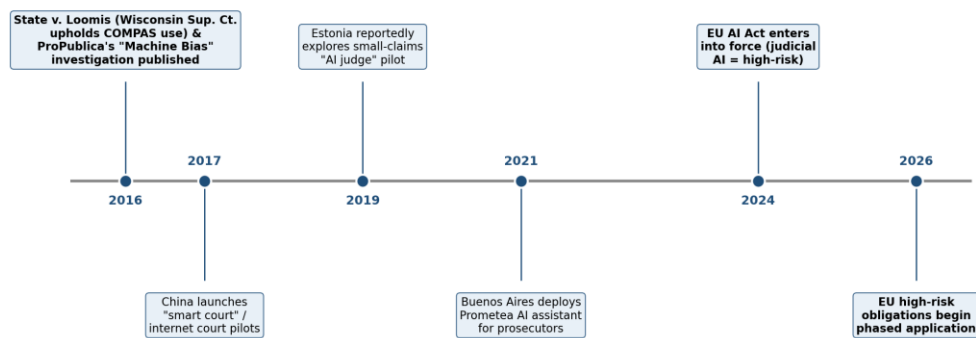 State v. Loomis (Wisconsin Sup. Ct.
upholds COMPAS use) &
ProPublica's "Machine Bias"
investigation published
Estonia reportedly
explores small-claims
"AI judge" pilot
EU AI Act enters
into force (judicial
AI = high-risk)
2017
2021
2026
2016
2019
2024
China launches
"smart court" /
internet court pilots
Buenos Aires deploys
Prometea AI assistant
for prosecutors
EU high-risk
obligations begin
phased application